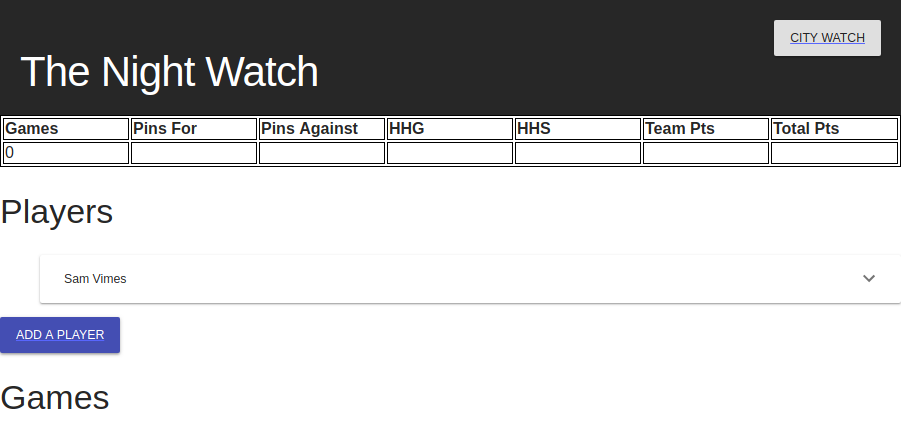 CITY WATCH
The Night Watch
Games Pins For Pins Against HHG HHS Team Pts Total Pts
0
Players
Sam Vimes
ADD A PLAYER
Games